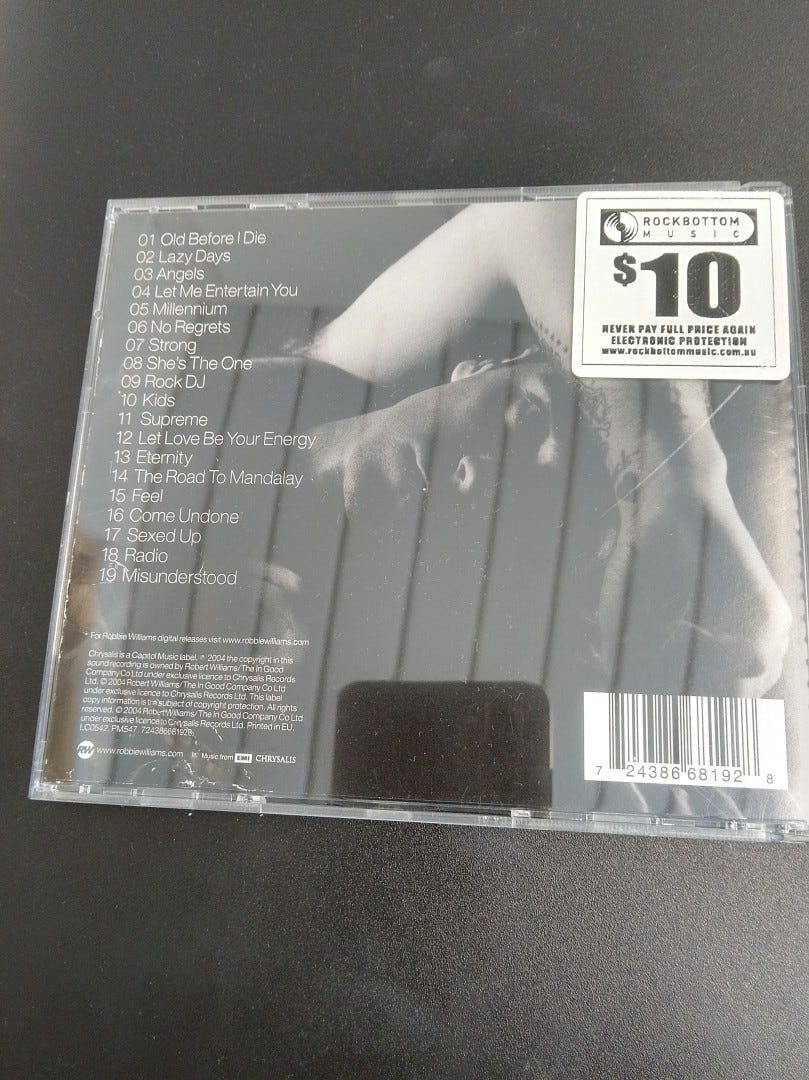 ROCKBOTTOM
MUSIC
$10
NEVER PAY FULL PRICE AGAIN
ELECTRONIC PROTECTION
www.rockbottommusic.com.au
01 Old Before I Die
02 Lazy Days
03 Angels
04 Let Me Entertain You
05 Millennium
06 No Regrets
07 Strong
08 She's The One
09 Rock DJ
10 Kids
11 Supreme
12 Let Love Be Your Energy
13 Eternity
14 The Road To Mandalay
15 Feel
16 Come Undone
17 Sexed Up
18 Radio
19 Misunderstood
For Robbie Williams digital releases visit www.robbiewilliams.com
Chrysalis is a Capitol Music label. ℗ 2004 the copyright in this
sound recording is owned by Robert Williams/The In Good
Company Co Ltd under exclusive licence to Chrysalis Records
Ltd. © 2004 Robert Williams/The In Good Company Co Ltd
under exclusive licence to Chrysalis Records Ltd. This label
copy information is the subject of copyright protection. All rights
reserved. © 2004 Robert Williams/The In Good Company Co Ltd
under exclusive licence to Chrysalis Records Ltd. Printed in EU.
LC0542. PM547. 724386681928
RW www.robbiewilliams.com Music from EMI CHRYSALIS
7 24386 68192 8